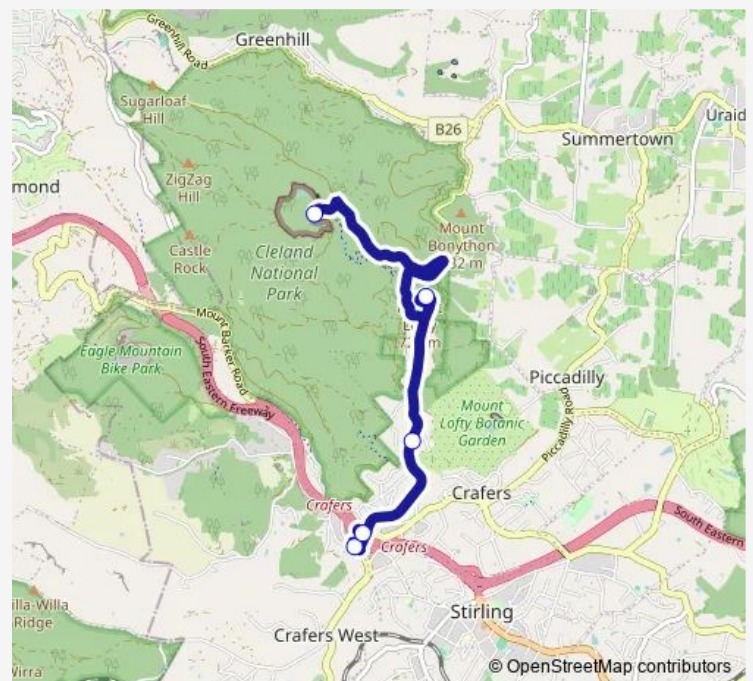 Greenhill Road
Greenhill
B26
Sugarloaf
Hill
Summertown
Uraid
mond
ZigZag
Hill
Mount
Bonython
Castle
Rock
Cleland
National
Park
Mount Barker Road
Eagle Mountain
Bike Park
South Eastern Freeway
Piccadilly
Mount
Lofty Botanic
Garden
Piccadilly Road
Crafers
Crafers
Crafers
South Eastern
Stirling
illa-Willa
Ridge
Crafers West
Wirra
© OpenStreetMap contributors